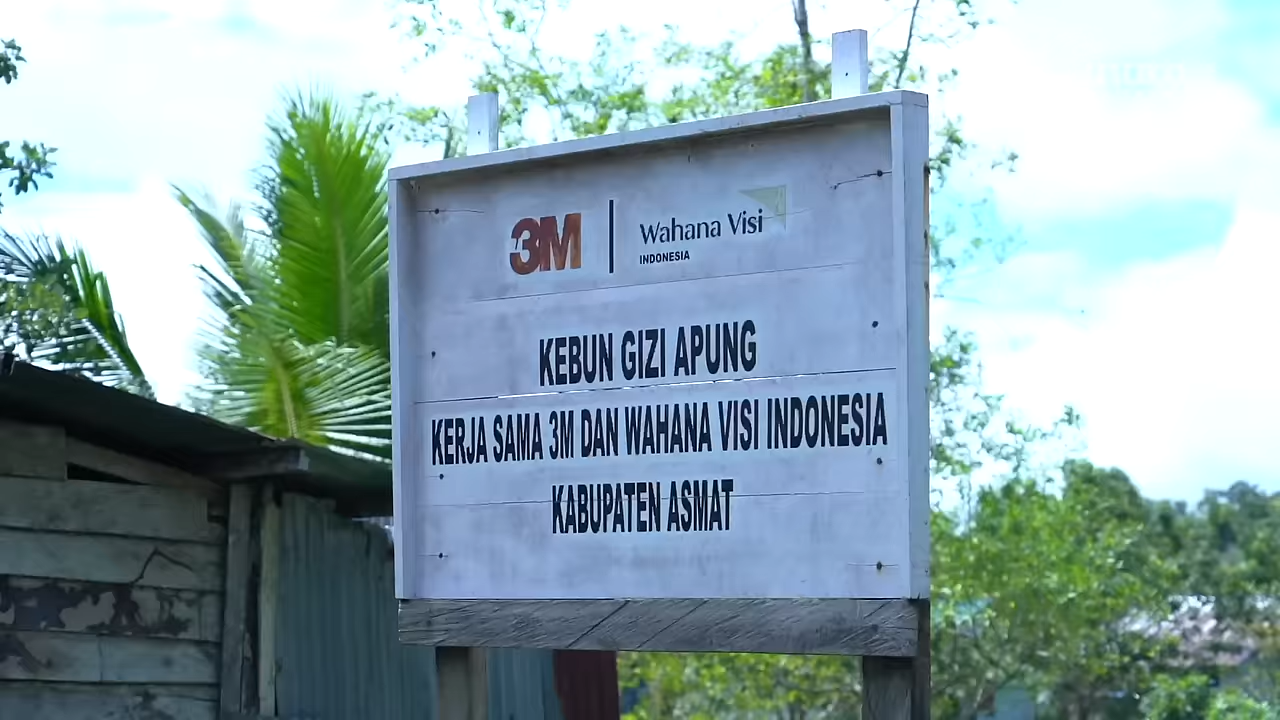 3M Wahana Visi
INDONESIA
KEBUN GIZI APUNG
KERJA SAMA 3M DAN WAHANA VISI INDONESIA
KABUPATEN ASMAT